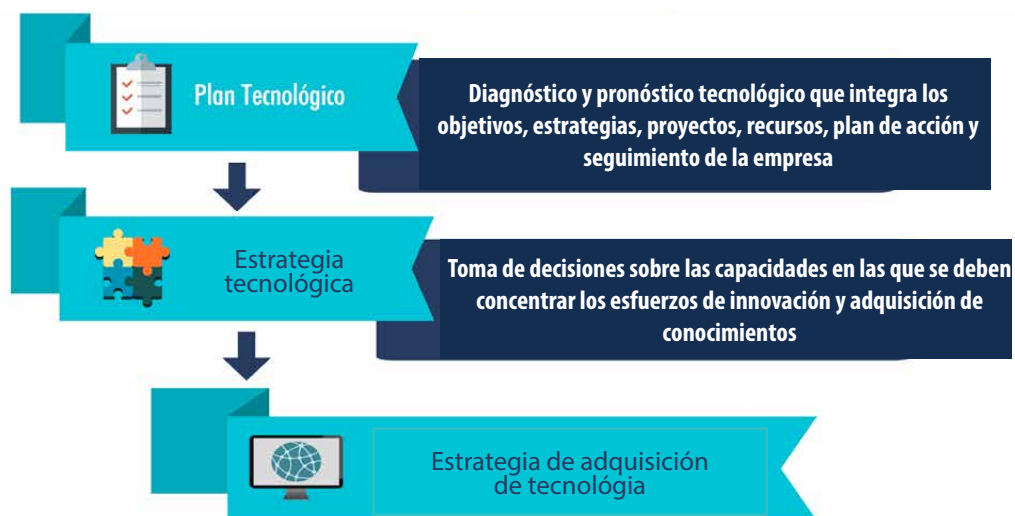 Plan Tecnológico
Diagnóstico y pronóstico tecnológico que integra los
objetivos, estrategias, proyectos, recursos, plan de acción y
seguimiento de la empresa
Estrategia
tecnológica
Toma de decisiones sobre las capacidades en las que se deben
concentrar los esfuerzos de innovación y adquisición de
conocimientos
Estrategia de adquisición
de tecnológia